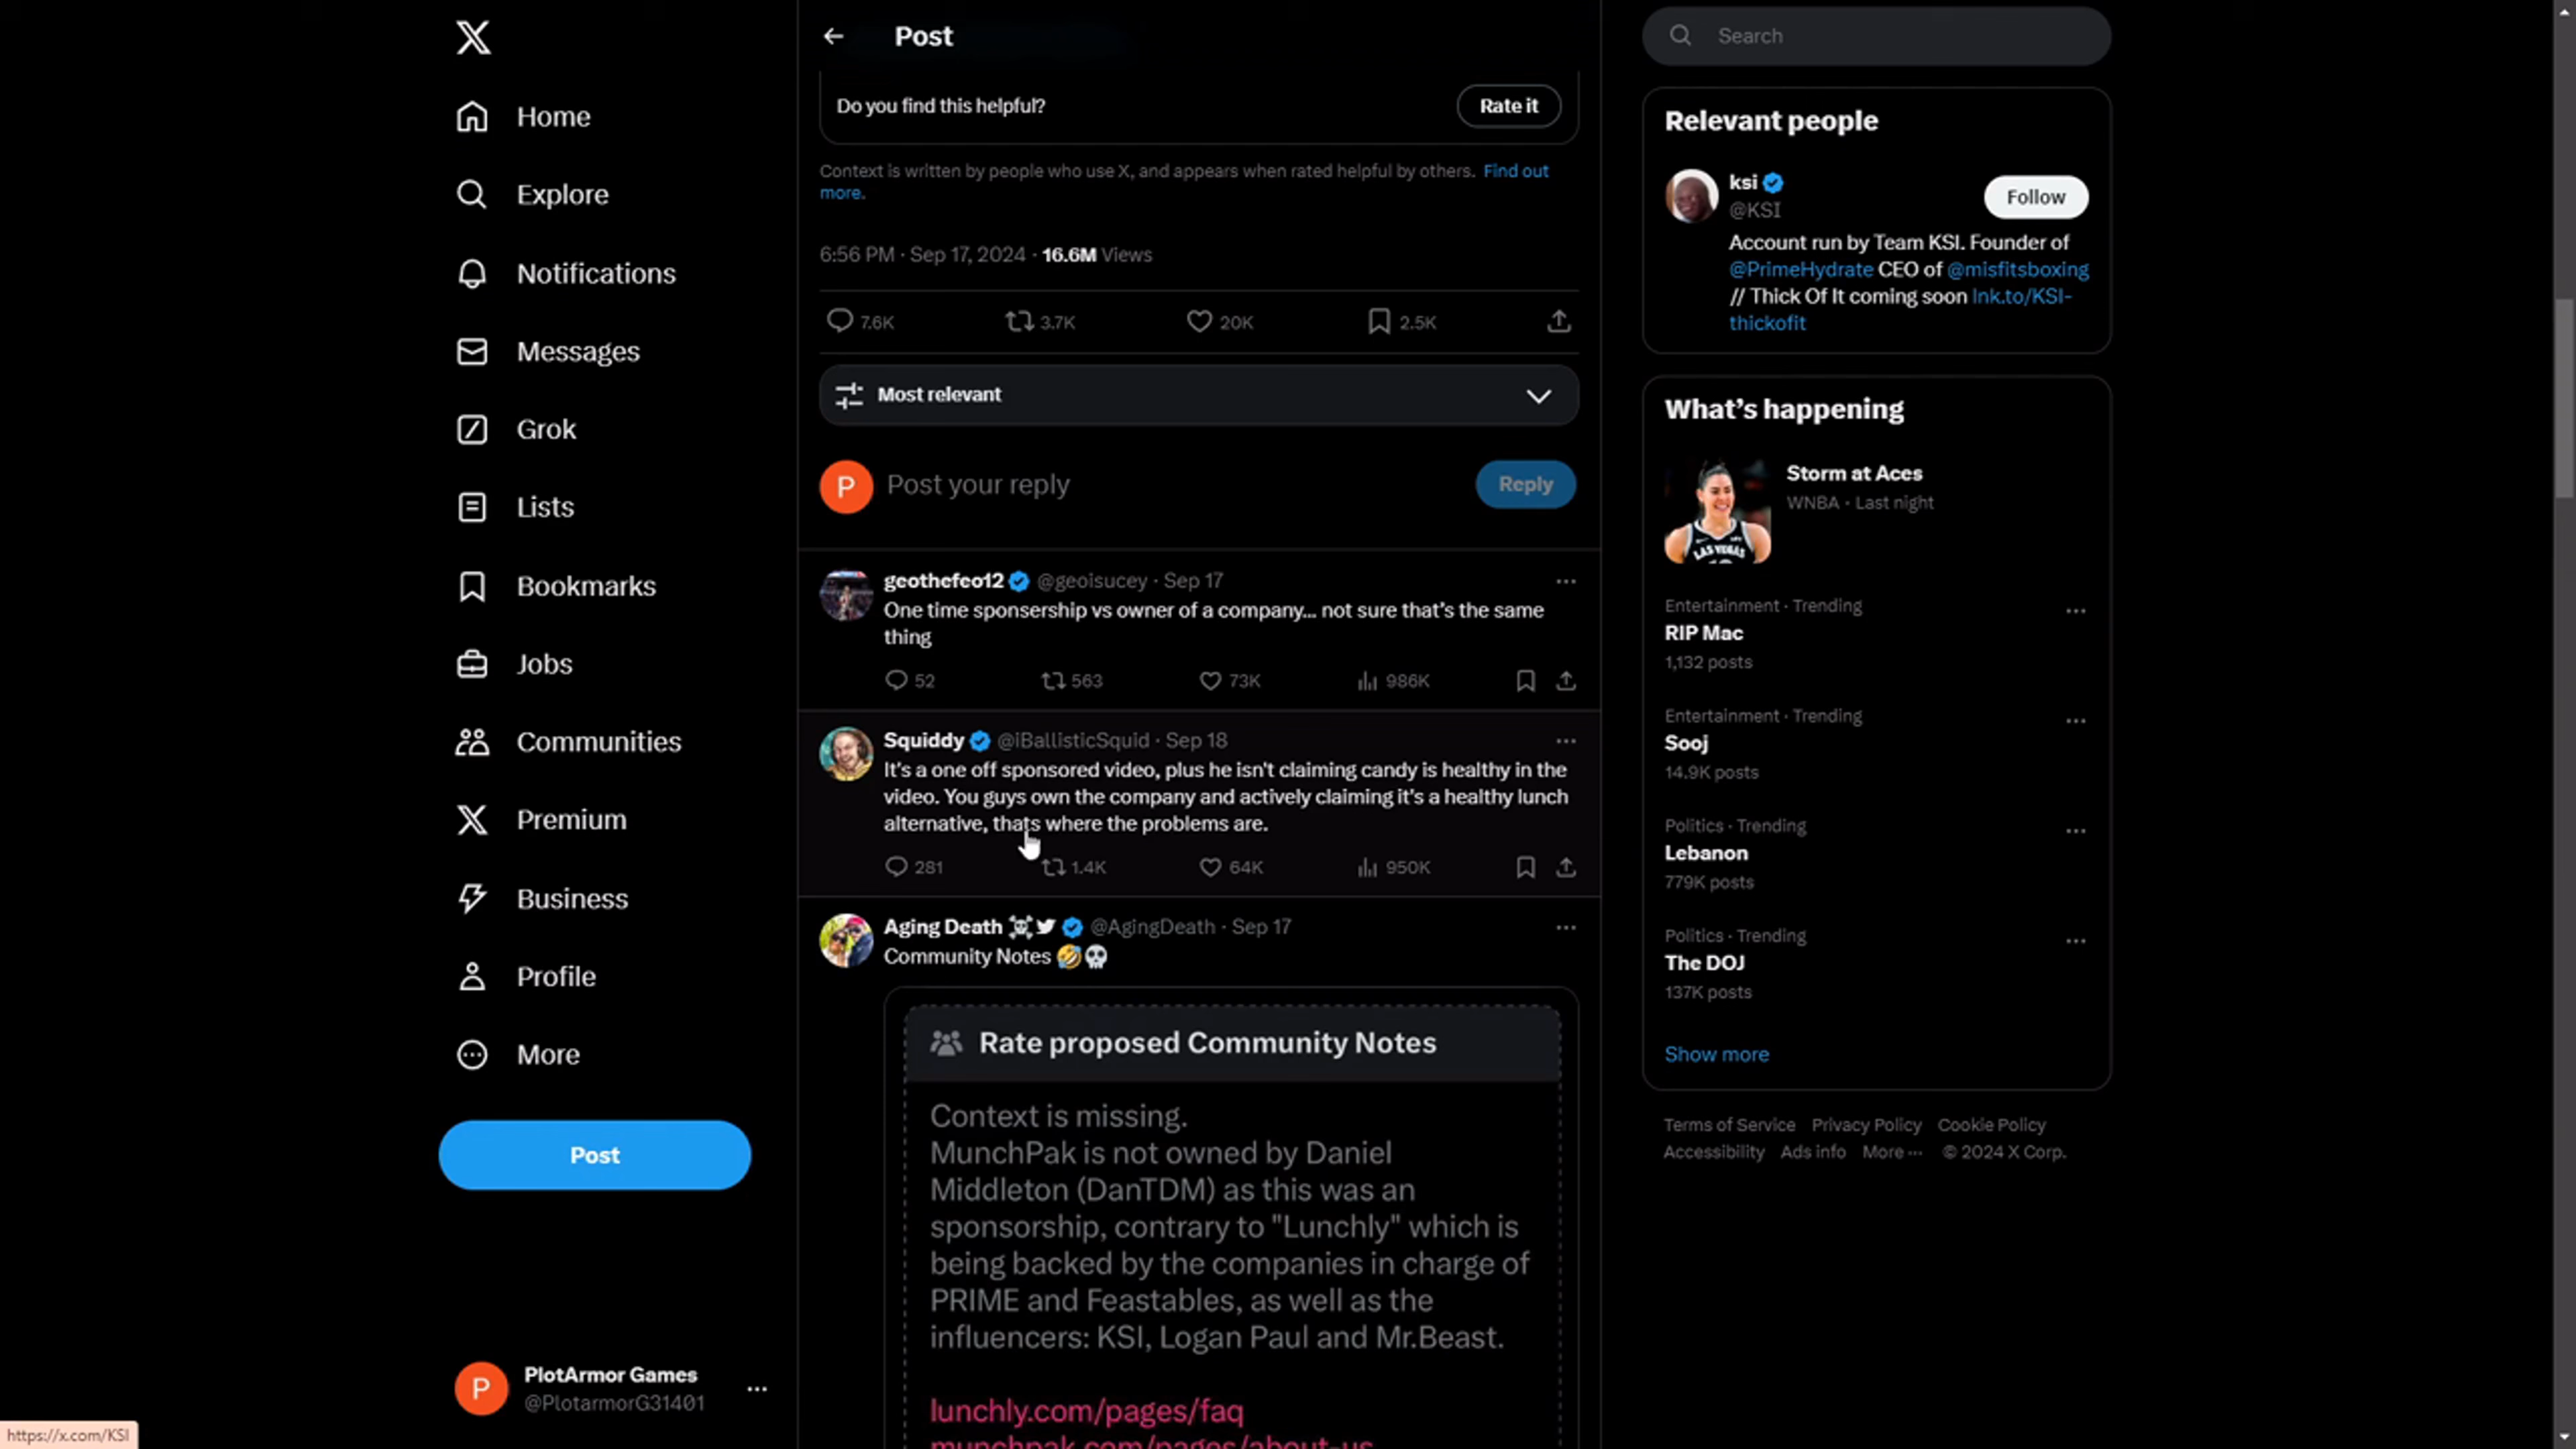 Home
Explore
Notifications
Messages
Grok
Lists
Bookmarks
Jobs
Communities
Premium
Business
Profile
More
Post
PlotArmor Games
@PlotarmorG31401
https://x.com/KSI
Post
Do you find this helpful?
Rate it
Context is written by people who use X, and appears when rated helpful by others. Find out
more.
6:56 PM · Sep 17, 2024 · 16.6M Views
7.6K 3.7K 20K 2.5K
Most relevant
P Post your reply Reply
geothefeo12 @geoisucey · Sep 17
One time sponsership vs owner of a company... not sure that's the same
thing
52 563 73K 986K
Squiddy @iBallisticSquid · Sep 18
It's a one off sponsored video, plus he isn't claiming candy is healthy in the
video. You guys own the company and actively claiming it's a healthy lunch
alternative, thats where the problems are.
281 1.4K 64K 950K
Aging Death ☠️ @AgingDeath · Sep 17
Community Notes 🤣💀
Rate proposed Community Notes
Context is missing.
MunchPak is not owned by Daniel
Middleton (DanTDM) as this was an
sponsorship, contrary to "Lunchly" which is
being backed by the companies in charge of
PRIME and Feastables, as well as the
influencers: KSI, Logan Paul and Mr.Beast.
lunchly.com/pages/faq
munchpak.com/pages/about-us
Search
Relevant people
ksi
@KSI
Follow
Account run by Team KSI. Founder of
@PrimeHydrate CEO of @misfitsboxing
// Thick Of It coming soon lnk.to/KSI-
thickofit
What's happening
Storm at Aces
WNBA · Last night
LAS VEGAS
Entertainment · Trending
RIP Mac
1,132 posts
Entertainment · Trending
Sooj
14.9K posts
Politics · Trending
Lebanon
779K posts
Politics · Trending
The DOJ
137K posts
Show more
Terms of Service Privacy Policy Cookie Policy
Accessibility Ads info More ··· © 2024 X Corp.